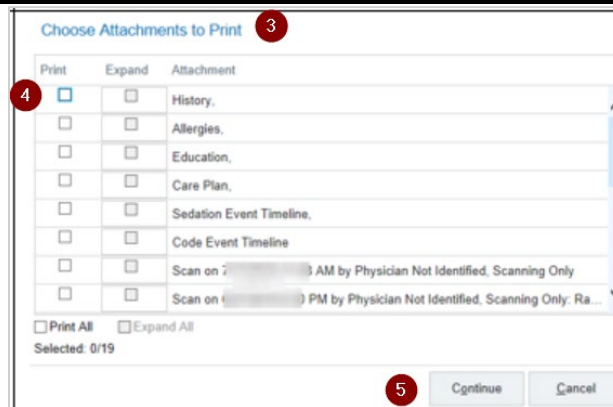 Choose Attachments to Print 3
Print Expand Attachment
4 History,
Allergies,
Education,
Care Plan,
Sedation Event Timeline,
Code Event Timeline
Scan on AM by Physician Not Identified, Scanning Only
Scan on PM by Physician Not Identified, Scanning Only: Ra...
Print All Expand All
Selected: 0/19
5 Continue Cancel